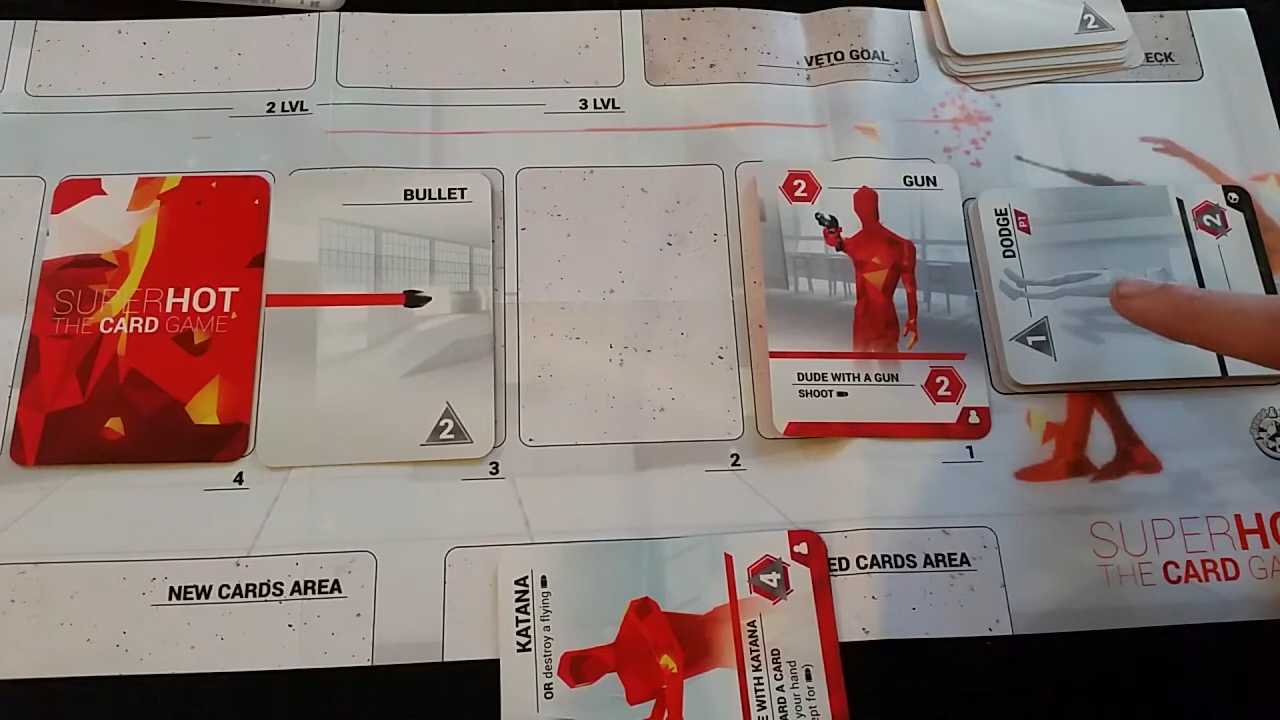 2
2 LVL
3 LVL
VETO GOAL
ECK
SUPERHOT
THE CARD GAME
4
BULLET
2
3
2
2
GUN
DUDE WITH A GUN
SHOOT
2
1
DODGE
PT
2
1
NEW CARDS AREA
ED CARDS AREA
KATANA
OR destroy a flying
4
E WITH KATANA
ARD A CARD
your hand
ept for
SUPERHO
THE CARD GA